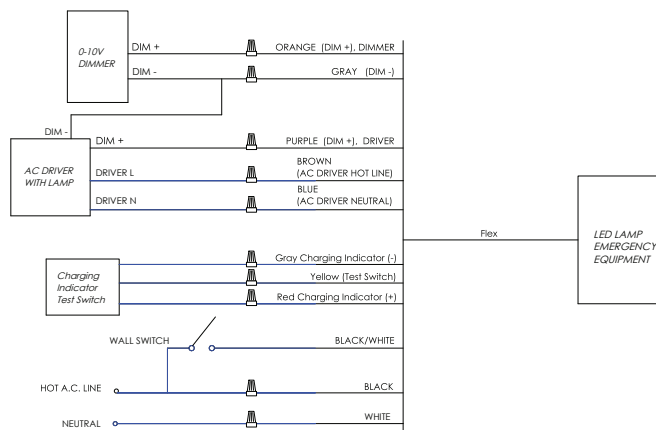 0-10V
DIMMER
DIM +
ORANGE (DIM +), DIMMER
DIM -
GRAY (DIM -)
DIM -
AC DRIVER
WITH LAMP
DIM +
PURPLE (DIM +), DRIVER
DRIVER L
BROWN
(AC DRIVER HOT LINE)
DRIVER N
BLUE
(AC DRIVER NEUTRAL)
Flex
LED LAMP
EMERGENCY
EQUIPMENT
Charging
Indicator
Test Switch
Gray Charging Indicator (-)
Yellow (Test Switch)
Red Charging Indicator (+)
WALL SWITCH
BLACK/WHITE
HOT A.C. LINE
BLACK
NEUTRAL
WHITE